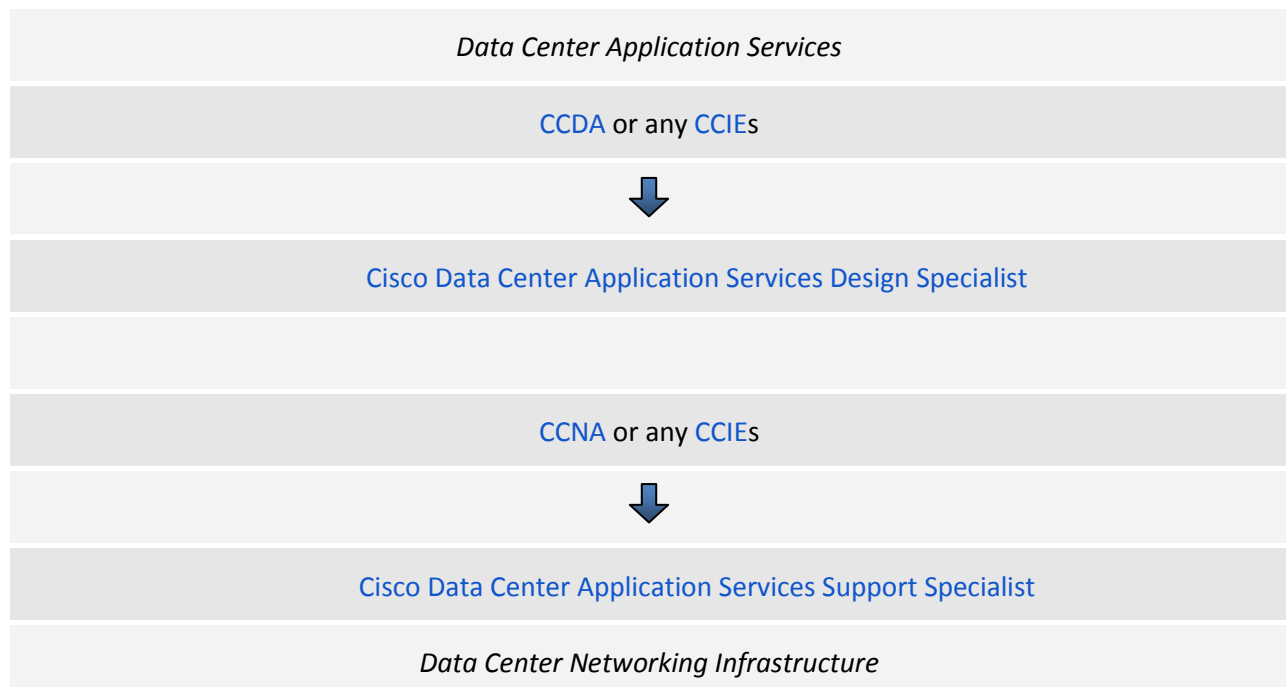 Data Center Application Services
CCDA or any CCIEs
Cisco Data Center Application Services Design Specialist
CCNA or any CCIEs
Cisco Data Center Application Services Support Specialist
Data Center Networking Infrastructure